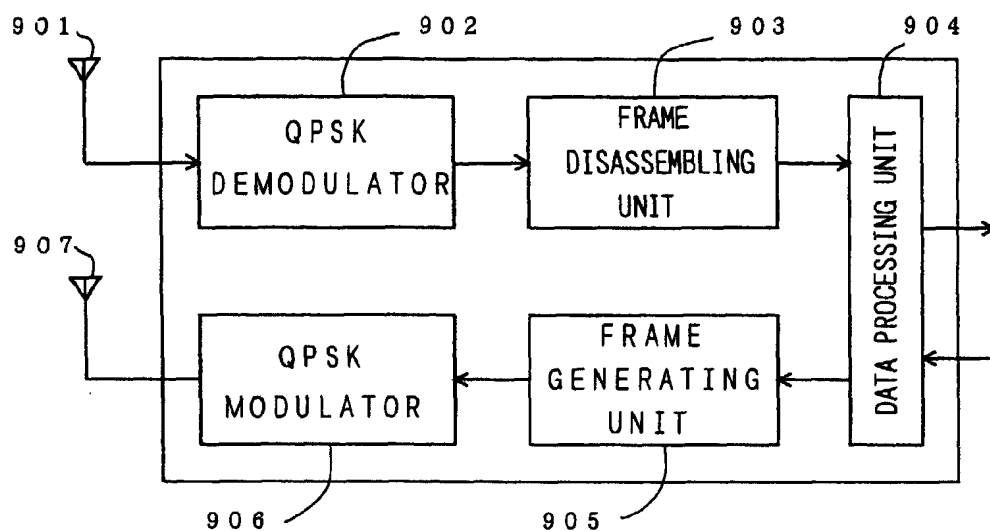 901
902
903
904
QPSK
DEMODULATOR
FRAME
DISASSEMBLING
UNIT
DATA PROCESSING UNIT
907
QPSK
MODULATOR
FRAME
GENERATING
UNIT
906
905